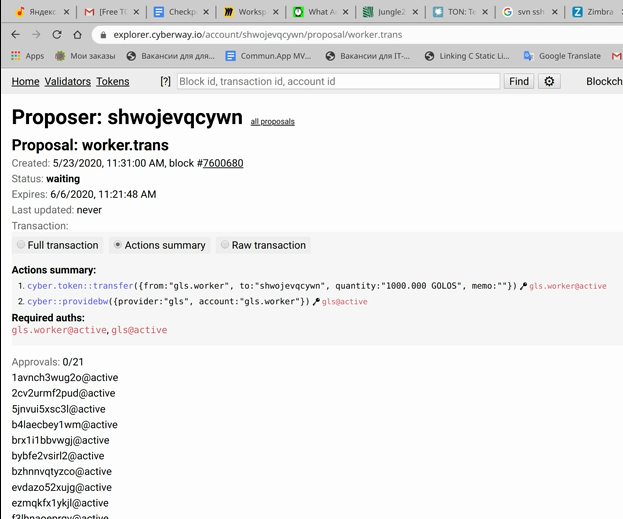 Яндекс
[Free TC
Checkp
Worksp
What A
Jungle2
TON: Te
svn ssh
Zimbra
explorer.cyberway.io/account/shwojevqcywn/proposal/worker.trans
Apps
Мои заказы
Вакансии для для...
Commun.App MV...
Вакансии для IT-...
Linking C Static Li...
Google Translate
Home Validators Tokens [?] Block id, transaction id, account id Find Blockch
Proposer: shwojevqcywn all proposals
Proposal: worker.trans
Created: 5/23/2020, 11:31:00 AM, block #7600680
Status: waiting
Expires: 6/6/2020, 11:21:48 AM
Last updated: never
Transaction:
Full transaction Actions summary Raw transaction
Actions summary:
1. cyber.token::transfer({from:"gls.worker", to:"shwojevqcywn", quantity:"1000.000 GOLOS", memo:""}) gls.worker@active
2. cyber::providebw({provider:"gls", account:"gls.worker"}) gls@active
Required auths:
gls.worker@active, gls@active
Approvals: 0/21
1avnch3wug2o@active
2cv2urmf2pud@active
5jnvui5xsc3l@active
b4laecbey1wm@active
brx1i1bbvwgj@active
bybfe2vsirl2@active
bzhnnvqtyzco@active
evdazo52xujg@active
ezmqkfx1ykjl@active